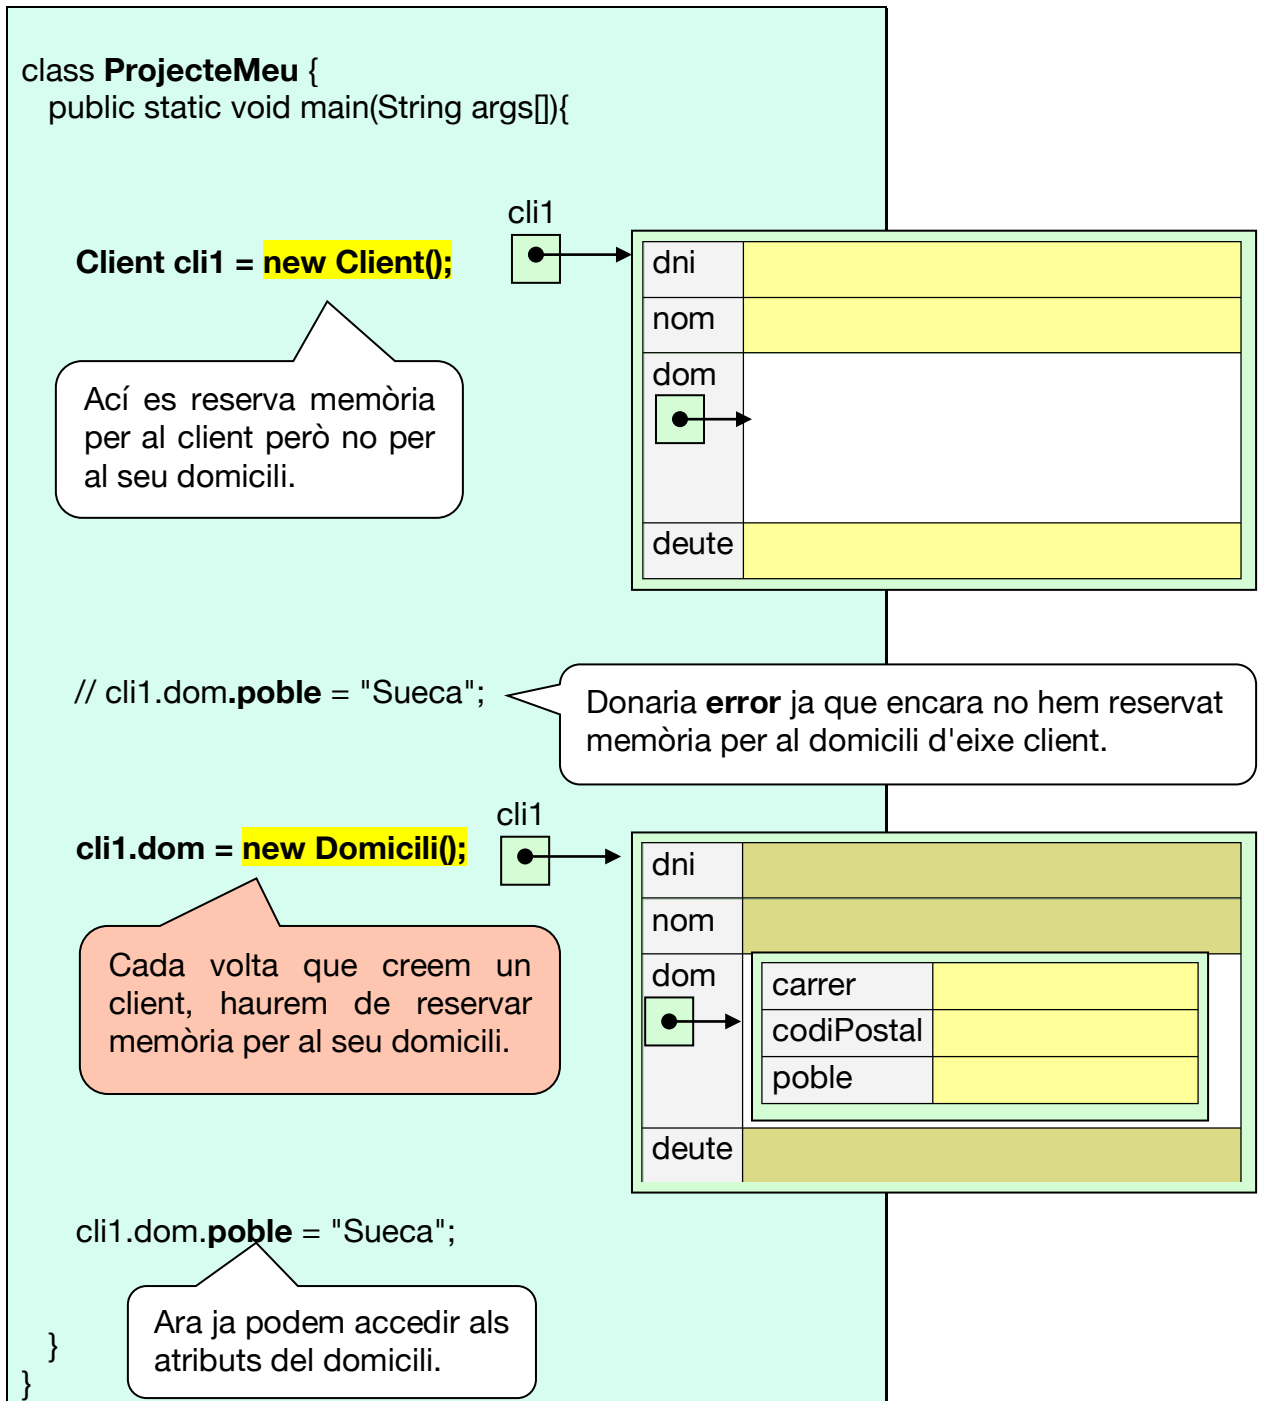 class ProjecteMeu {
public static void main(String args[]){
cli1
Client cli1 = new Client();
dni
nom
dom
deute
Ací es reserva memòria
per al client però no per
al seu domicili.
// cli1.dom.poble = "Sueca";
Donaria error ja que encara no hem reservat
memòria per al domicili d'eixe client.
cli1
cli1.dom = new Domicili();
dni
nom
dom
carrer
codiPostal
poble
deute
Cada volta que creem un
client, haurem de reservar
memòria per al seu domicili.
cli1.dom.poble = "Sueca";
Ara ja podem accedir als
atributs del domicili.
}
}